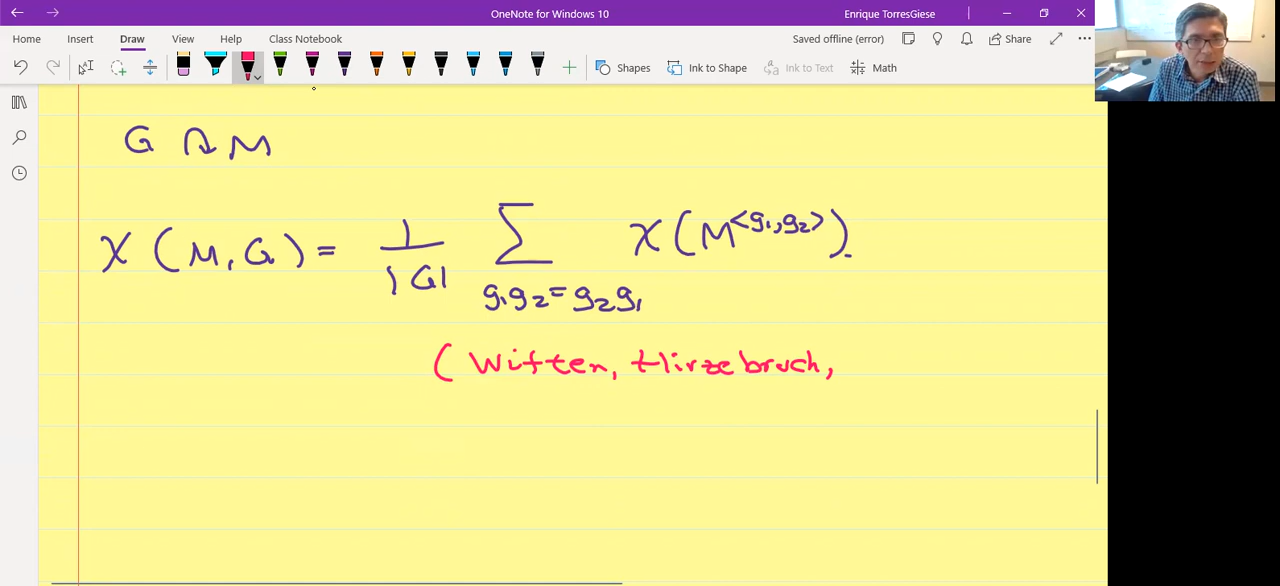 OneNote for Windows 10
Enrique TorresGiese
Home Insert Draw View Help Class Notebook
Saved offline (error)
Share
Shapes
Ink to Shape
Ink to Text
Math
G ↷ M
χ (M, G) = 1/|G| ∑ χ(M^<g₁,g₂>)
g₁g₂=g₂g₁
(Witten, Hirzebruch,